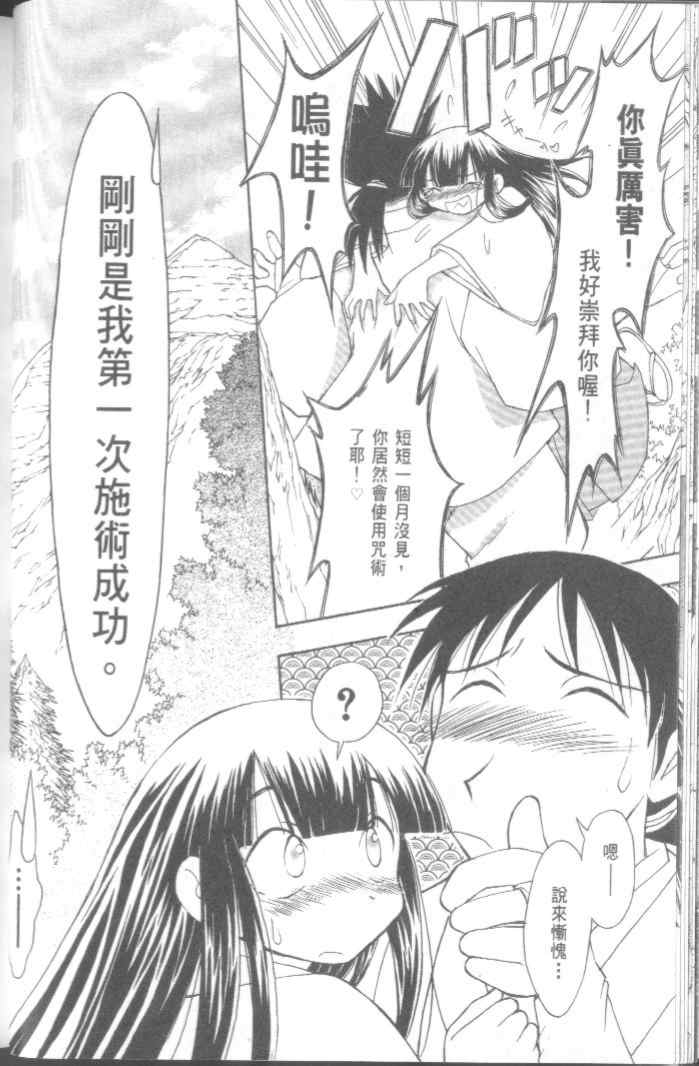 你眞厲害！
我好崇拜你喔！
嗚哇！
短短一個月沒見，
你居然會使用咒術
了耶！♡
嗯——
說來慚愧…
？
剛剛是我第一次施術成功。
…——